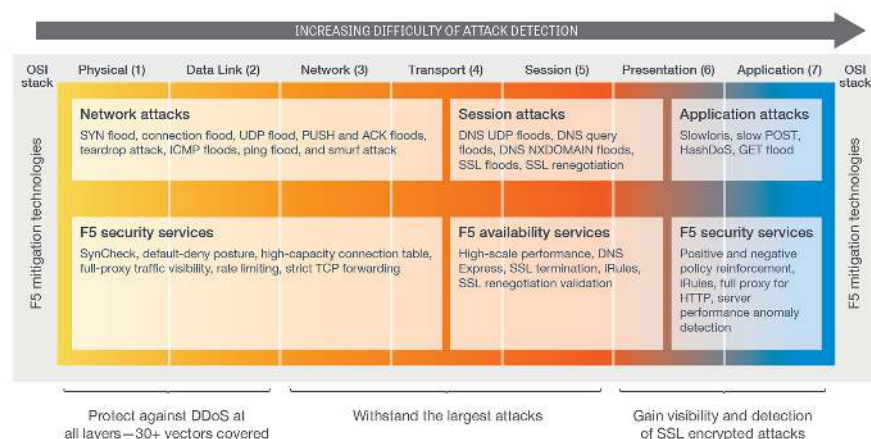 INCREASING DIFFICULTY OF ATTACK DETECTION
OSI
stack
Physical (1)
Data Link (2)
Network (3)
Transport (4)
Session (5)
Presentation (6)
Application (7)
OSI
stack
F5 mitigation technologies
Network attacks
SYN flood, connection flood, UDP flood, PUSH and ACK floods,
teardrop attack, ICMP floods, ping flood, and smurf attack
Session attacks
DNS UDP floods, DNS query
floods, DNS NXDOMAIN floods,
SSL floods, SSL renegotiation
Application attacks
Slowloris, slow POST,
HashDoS, GET flood
F5 security services
SynCheck, default-deny posture, high-capacity connection table,
full-proxy traffic visibility, rate limiting, strict TCP forwarding
F5 availability services
High-scale performance, DNS
Express, SSL termination, iRules,
SSL renegotiation validation
F5 security services
Positive and negative
policy reinforcement,
iRules, full proxy for
HTTP, server
performance anomaly
detection
F5 mitigation technologies
Protect against DDoS at
all layers—30+ vectors covered
Withstand the largest attacks
Gain visibility and detection
of SSL encrypted attacks